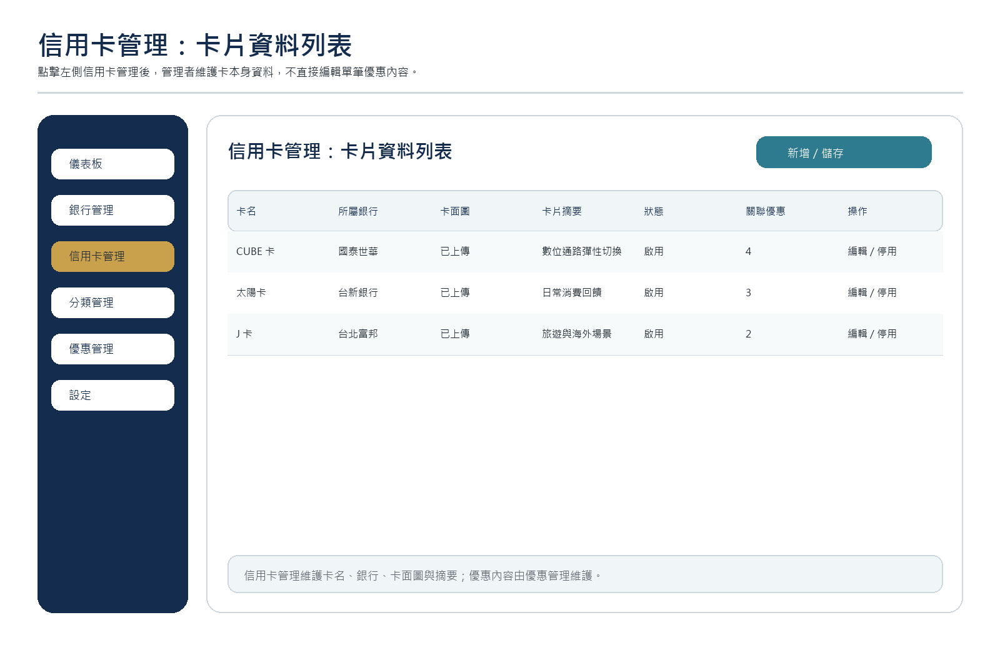 信用卡管理：卡片資料列表
點擊左側信用卡管理後，管理者維護卡本身資料，不直接編輯單筆優惠內容。
儀表板
銀行管理
信用卡管理
分類管理
優惠管理
設定
信用卡管理：卡片資料列表
新增 / 儲存
卡名 所屬銀行 卡面圖 卡片摘要 狀態 關聯優惠 操作
CUBE 卡 國泰世華 已上傳 數位通路彈性切換 啟用 4 編輯 / 停用
太陽卡 台新銀行 已上傳 日常消費回饋 啟用 3 編輯 / 停用
J 卡 台北富邦 已上傳 旅遊與海外場景 啟用 2 編輯 / 停用
信用卡管理維護卡名、銀行、卡面圖與摘要；優惠內容由優惠管理維護。